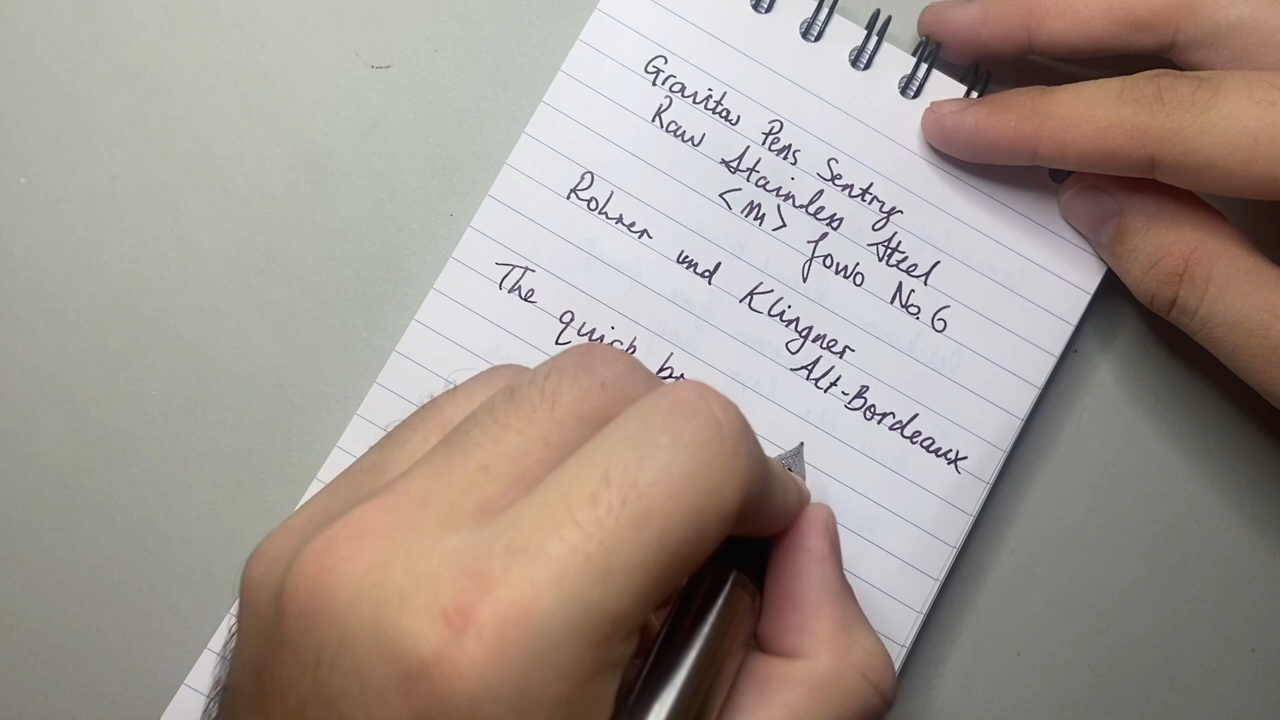 Gravitas Pens Sentry
Raw Stainless Steel
<M> Jowo No.6
Rohrer und Klingner
Alt-Bordeaux
The quick